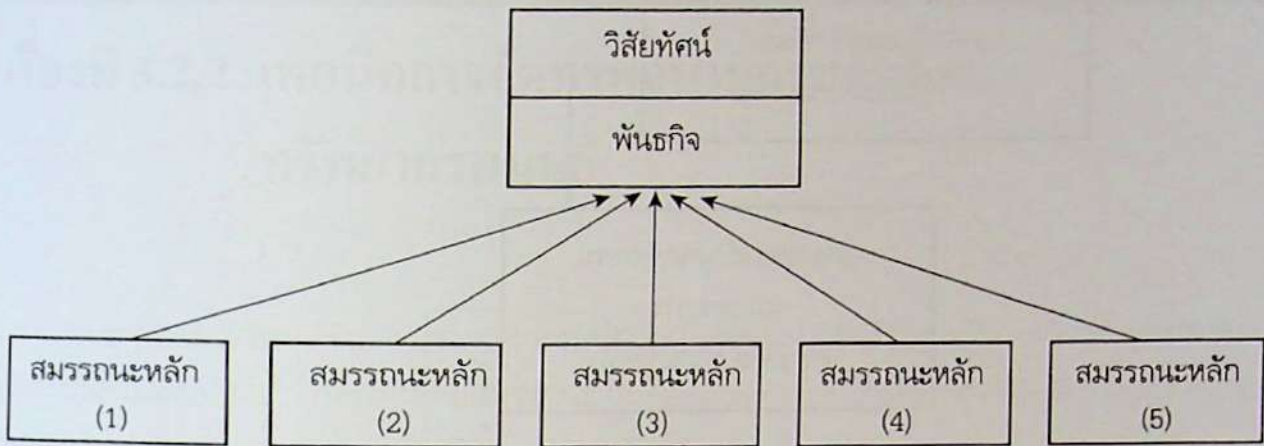 วิสัยทัศน์
พันธกิจ
สมรรถนะหลัก
(1)
สมรรถนะหลัก
(2)
สมรรถนะหลัก
(3)
สมรรถนะหลัก
(4)
สมรรถนะหลัก
(5)